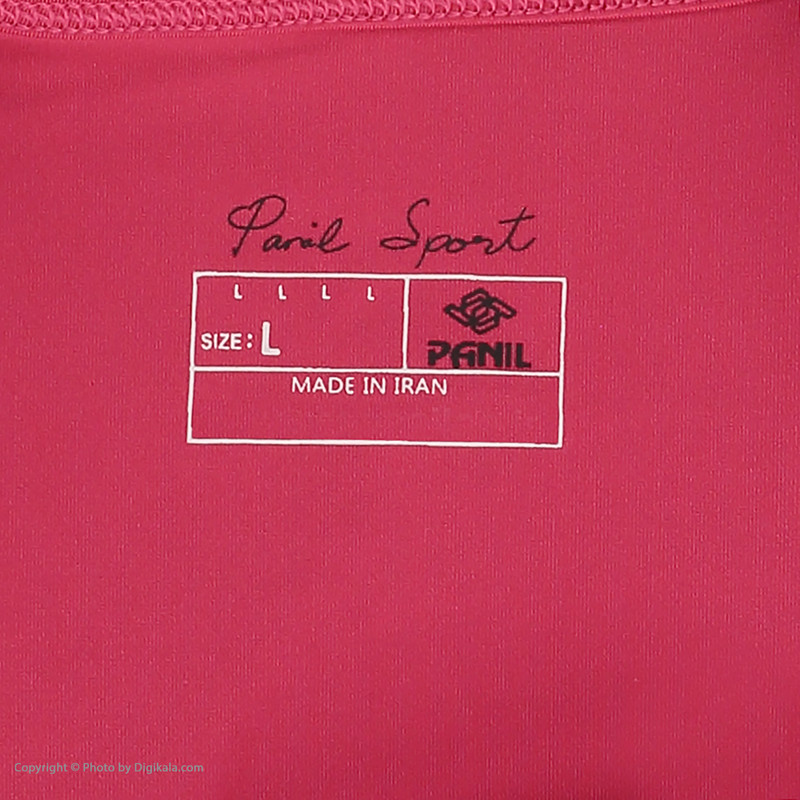 Panil Sport
L L L L
SIZE: L
PANIL
MADE IN IRAN
Copyright © Photo by Digikala.com